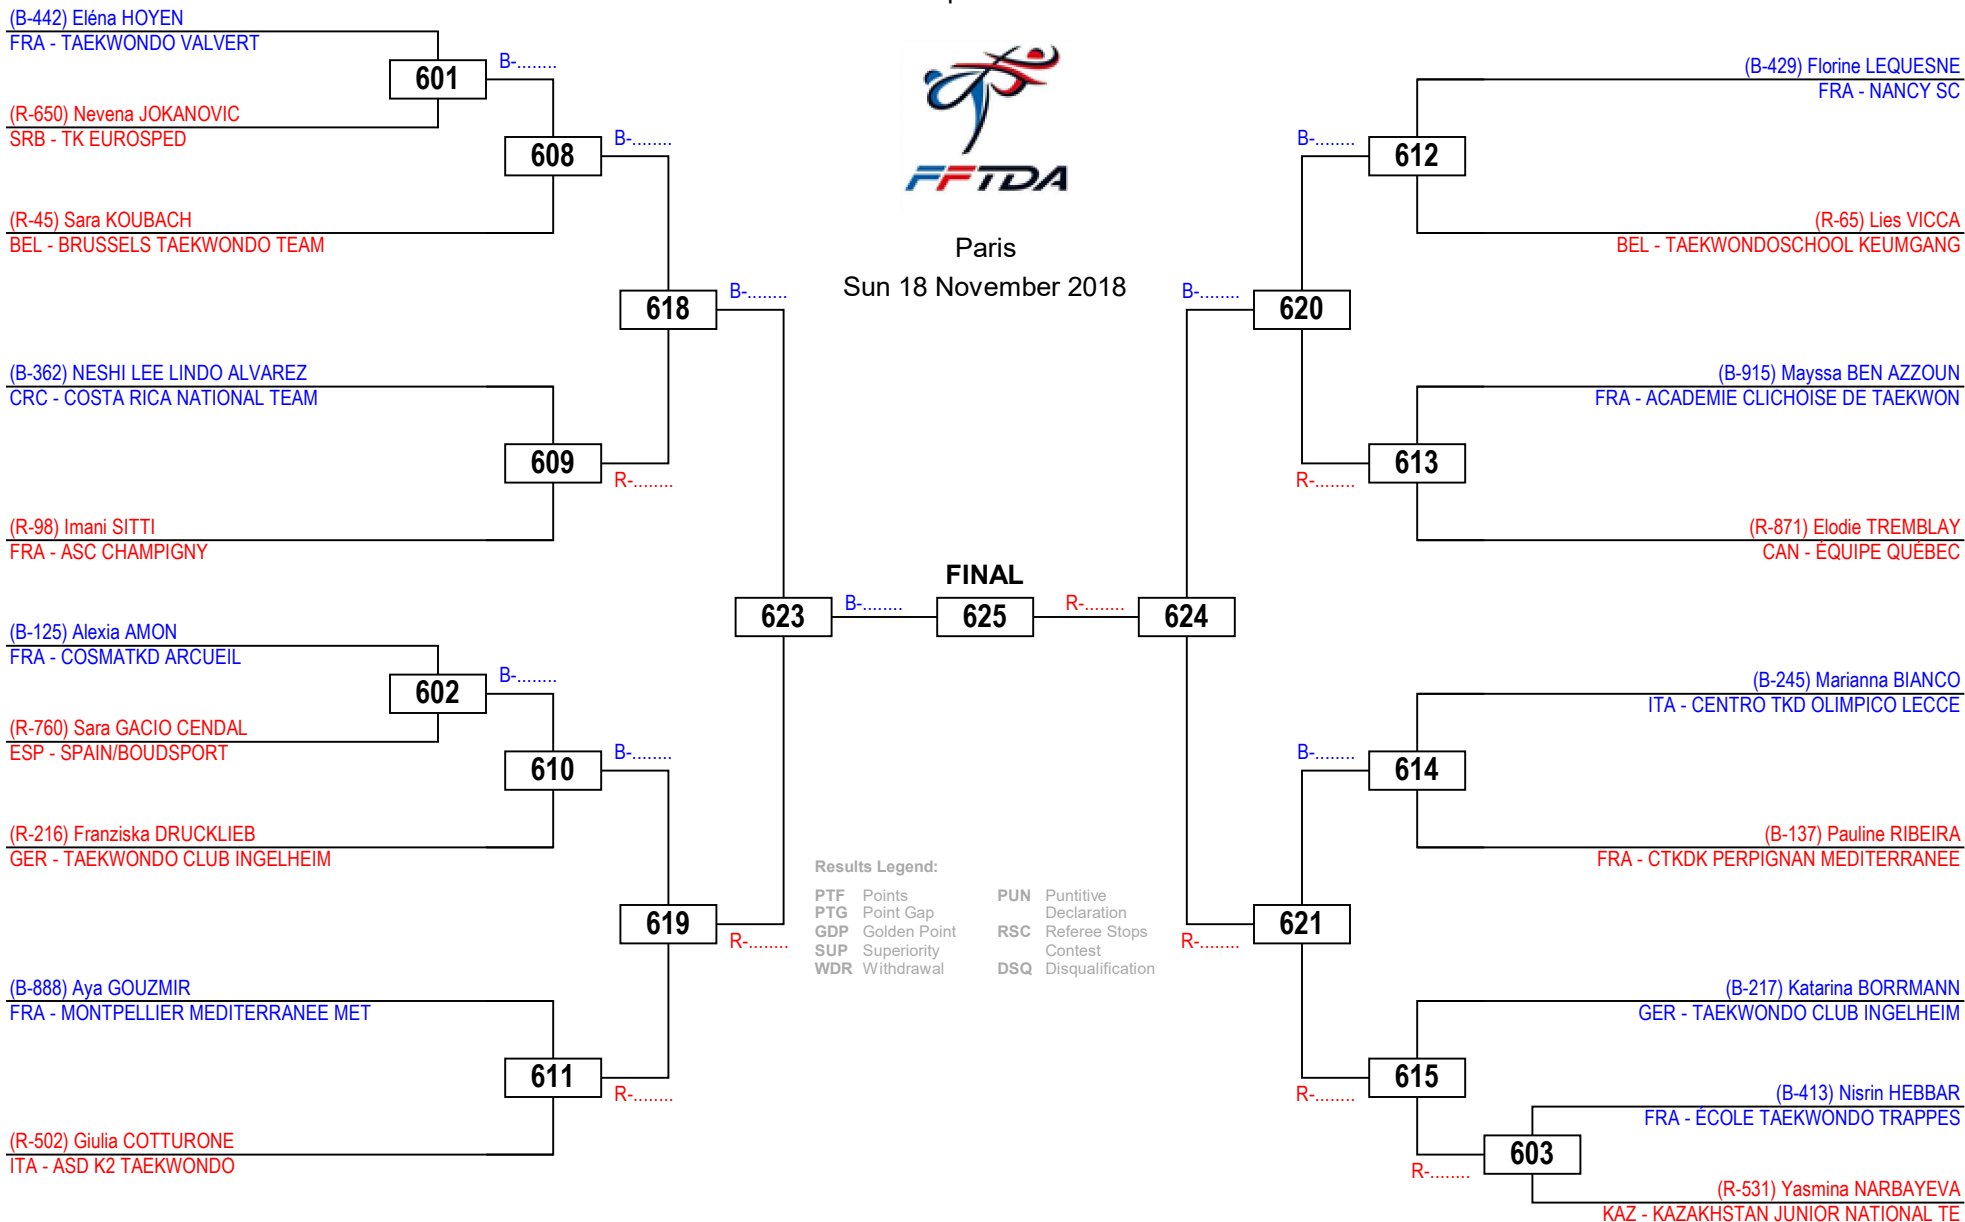 (B-442) Eléna HOYEN
FRA - TAEKWONDO VALVERT
601
B-........
(R-650) Nevena JOKANOVIC
SRB - TK EUROSPED
608
B-........
(R-45) Sara KOUBACH
BEL - BRUSSELS TAEKWONDO TEAM
618
B-........
(B-362) NESHI LEE LINDO ALVAREZ
CRC - COSTA RICA NATIONAL TEAM
609
R-........
(R-98) Imani SITTI
FRA - ASC CHAMPIGNY
623
B-........
(B-125) Alexia AMON
FRA - COSMATKD ARCUEIL
602
B-........
(R-760) Sara GACIO CENDAL
ESP - SPAIN/BOUDSPORT
610
B-........
(R-216) Franziska DRUCKLIEB
GER - TAEKWONDO CLUB INGELHEIM
619
R-........
(B-888) Aya GOUZMIR
FRA - MONTPELLIER MEDITERRANEE MET
611
R-........
(R-502) Giulia COTTURONE
ITA - ASD K2 TAEKWONDO
FFTDA
Paris
Sun 18 November 2018
FINAL
625
Results Legend:
PTF Points
PTG Point Gap
GDP Golden Point
SUP Superiority
WDR Withdrawal
PUN Puntitive
Declaration
RSC Referee Stops
Contest
DSQ Disqualification
(B-429) Florine LEQUESNE
FRA - NANCY SC
B-........
612
(R-65) Lies VICCA
BEL - TAEKWONDOSCHOOL KEUMGANG
B-........
620
(B-915) Mayssa BEN AZZOUN
FRA - ACADEMIE CLICHOISE DE TAEKWON
R-........
613
(R-871) Elodie TREMBLAY
CAN - ÉQUIPE QUÉBEC
R-........
624
(B-245) Marianna BIANCO
ITA - CENTRO TKD OLIMPICO LECCE
B-........
614
(B-137) Pauline RIBEIRA
FRA - CTKDK PERPIGNAN MEDITERRANEE
R-........
621
(B-217) Katarina BORRMANN
GER - TAEKWONDO CLUB INGELHEIM
R-........
615
(B-413) Nisrin HEBBAR
FRA - ÉCOLE TAEKWONDO TRAPPES
R-........
603
(R-531) Yasmina NARBAYEVA
KAZ - KAZAKHSTAN JUNIOR NATIONAL TE